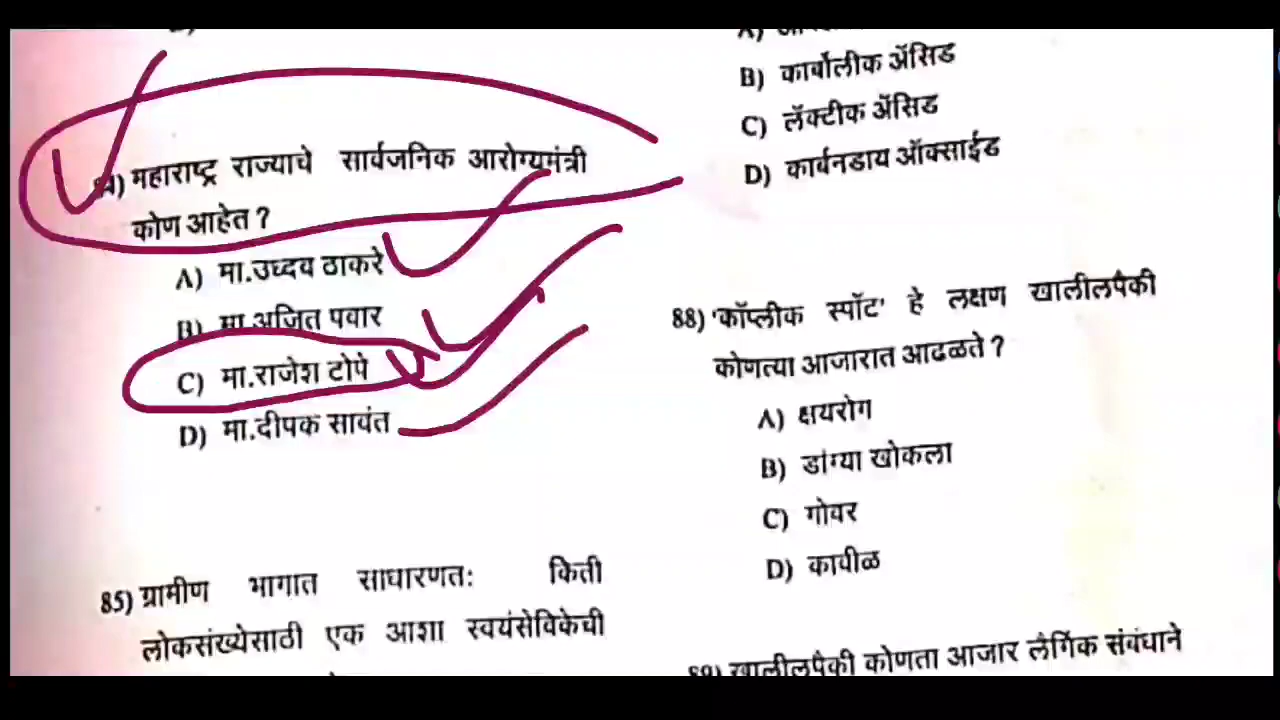 महाराष्ट्र राज्याचे सार्वजनिक आरोग्यमंत्री
कोण आहेत ?
A) मा.उध्दव ठाकरे
B) मा.अजित पवार
C) मा.राजेश टोपे
D) मा.दीपक सावंत
85) ग्रामीण भागात साधारणतः किती
लोकसंख्येसाठी एक आशा स्वयंसेविकेची
B) कार्बोलीक ॲसिड
C) लॅक्टीक ॲसिड
D) कार्बनडाय ऑक्साईड
88) 'कॉप्लीक स्पॉट' हे लक्षण खालीलपैकी
कोणत्या आजारात आढळते ?
A) क्षयरोग
B) डांग्या खोकला
C) गोवर
D) कावीळ
89) खालीलपैकी कोणता आजार लैगिंक संबंधाने